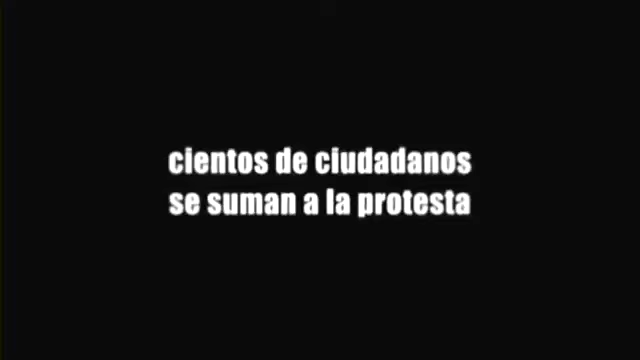 cientos de ciudadanos
se suman a la protesta